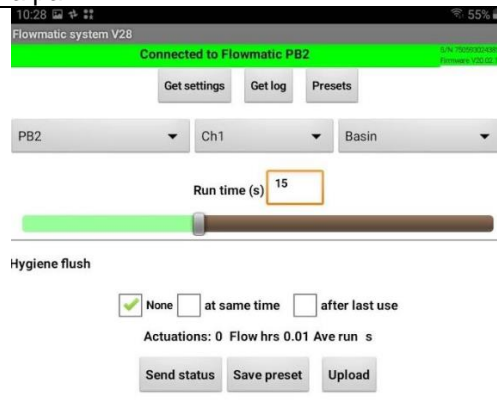 10:28 55%
Flowmatic system V28
Connected to Flowmatic PB2
Get settings Get log Presets
PB2 Ch1 Basin
Run time (s) 15
Hygiene flush
None at same time after last use
Actuations: 0 Flow hrs 0.01 Ave run s
Send status Save preset Upload